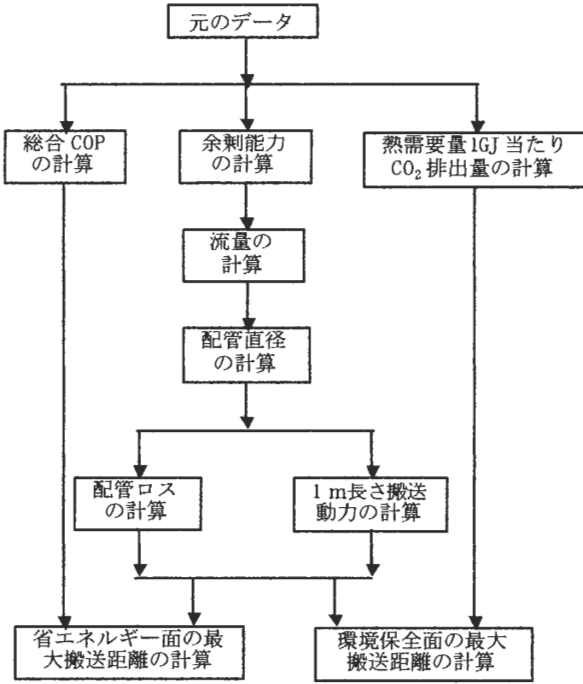 元のデータ
総合 COP
の計算
余剰能力
の計算
熱需要量1GJ 当たり
CO₂ 排出量の計算
流量の
計算
配管直径
の計算
配管ロス
の計算
1 m長さ搬送
動力の計算
省エネルギー面の最
大搬送距離の計算
環境保全面の最大
搬送距離の計算